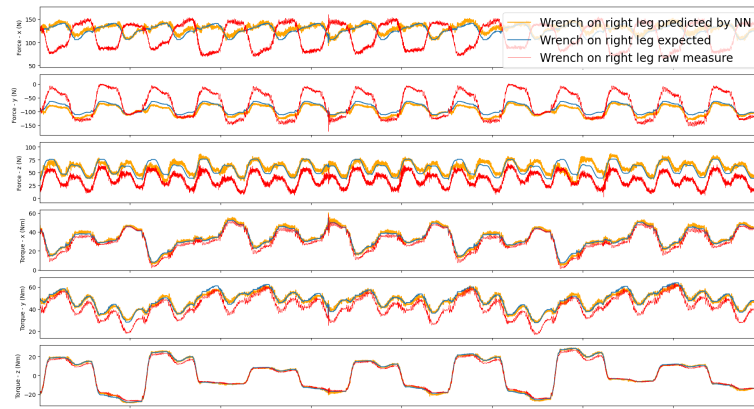 Force - x (N)
150
100
50
Wrench on right leg predicted by NN
Wrench on right leg expected
Wrench on right leg raw measure
Force - y (N)
0
−50
−100
−150
Force - z (N)
100
75
50
25
0
Torque - x (Nm)
60
40
20
0
Torque - y (Nm)
60
40
20
Torque - z (Nm)
20
0
−20